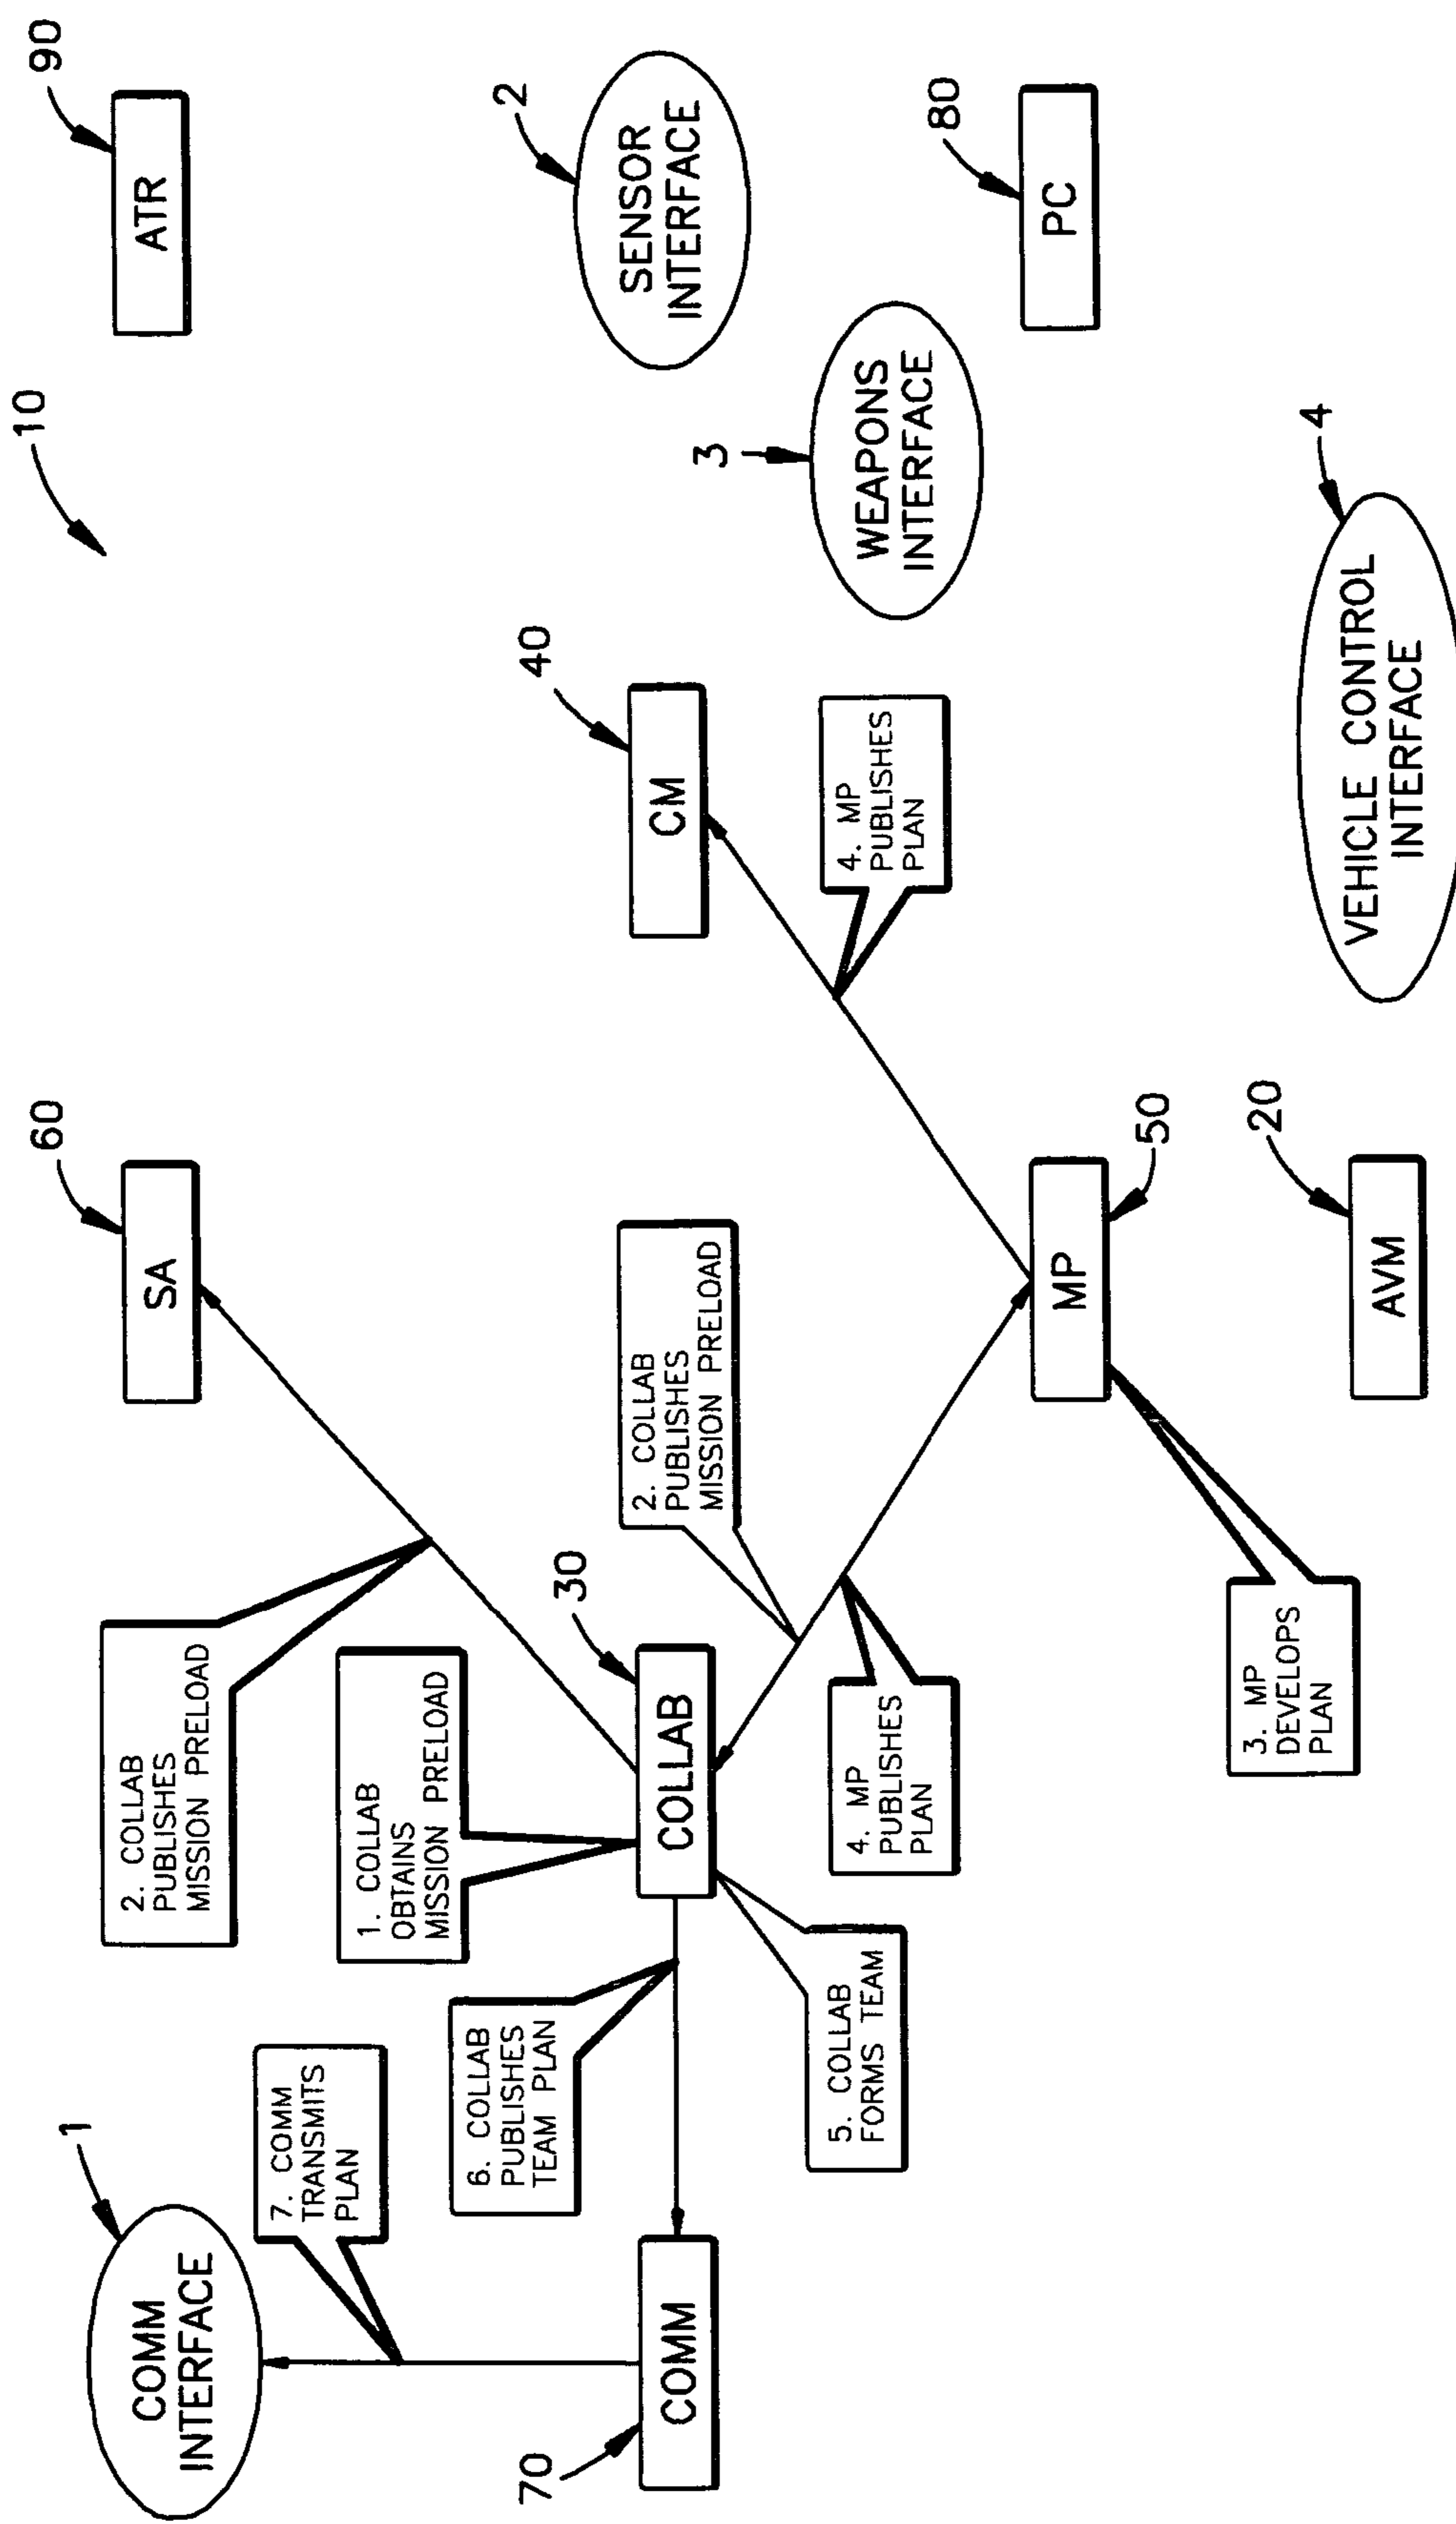 10
COMM
INTERFACE
1
7. COMM
TRANSMITS
PLAN
2. COLLAB
PUBLISHES
MISSION PRELOAD
SA
60
ATR
90
1. COLLAB
OBTAINS
MISSION PRELOAD
6. COLLAB
PUBLISHES
TEAM PLAN
COMM
70
COLLAB
30
2. COLLAB
PUBLISHES
MISSION PRELOAD
CM
40
SENSOR
INTERFACE
2
WEAPONS
INTERFACE
3
5. COLLAB
FORMS TEAM
4. MP
PUBLISHES
PLAN
4. MP
PUBLISHES
PLAN
MP
50
PC
80
3. MP
DEVELOPS
PLAN
AVM
20
VEHICLE CONTROL
INTERFACE
4